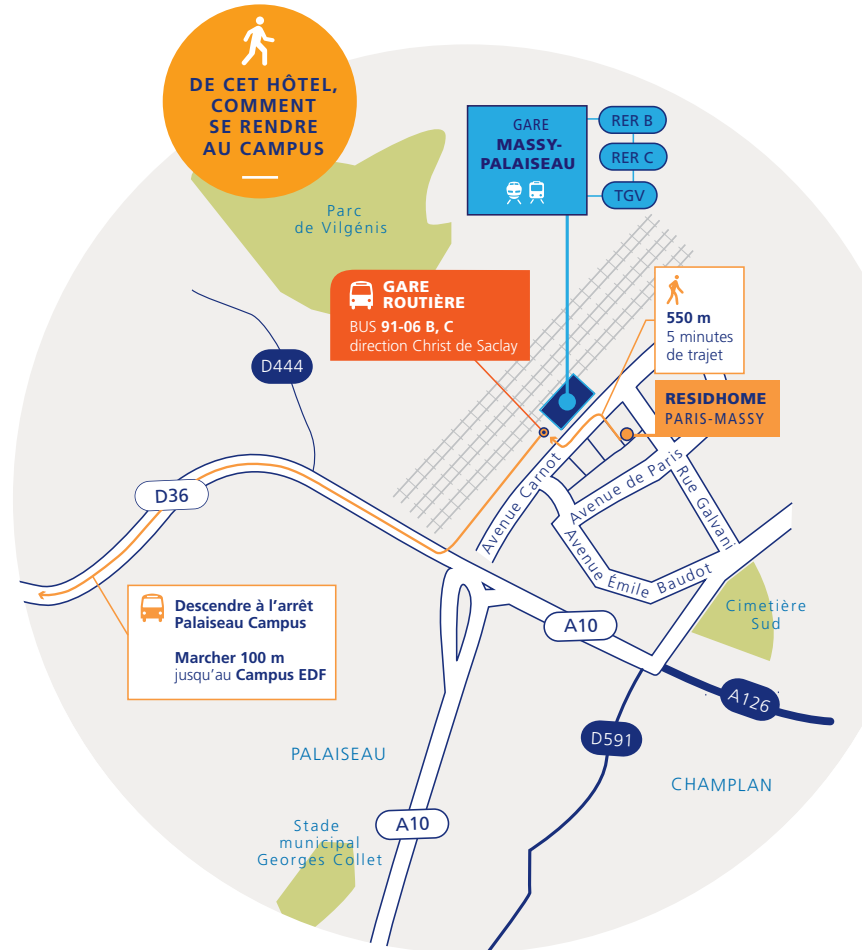 DE CET HÔTEL,
COMMENT
SE RENDRE
AU CAMPUS
GARE
MASSY-
PALAISEAU
RER B
RER C
TGV
Parc
de Vilgénis
GARE
ROUTIÈRE
BUS 91-06 B, C
direction Christ de Saclay
550 m
5 minutes
de trajet
D444
RESIDHOME
PARIS-MASSY
D36
Avenue Carnot
Avenue de Paris
Rue Galvani
Avenue Émile Baudot
Descendre à l’arrêt
Palaiseau Campus
Marcher 100 m
jusqu’au Campus EDF
Cimetière
Sud
A10
A126
D591
PALAISEAU
CHAMPLAN
A10
Stade
municipal
Georges Collet